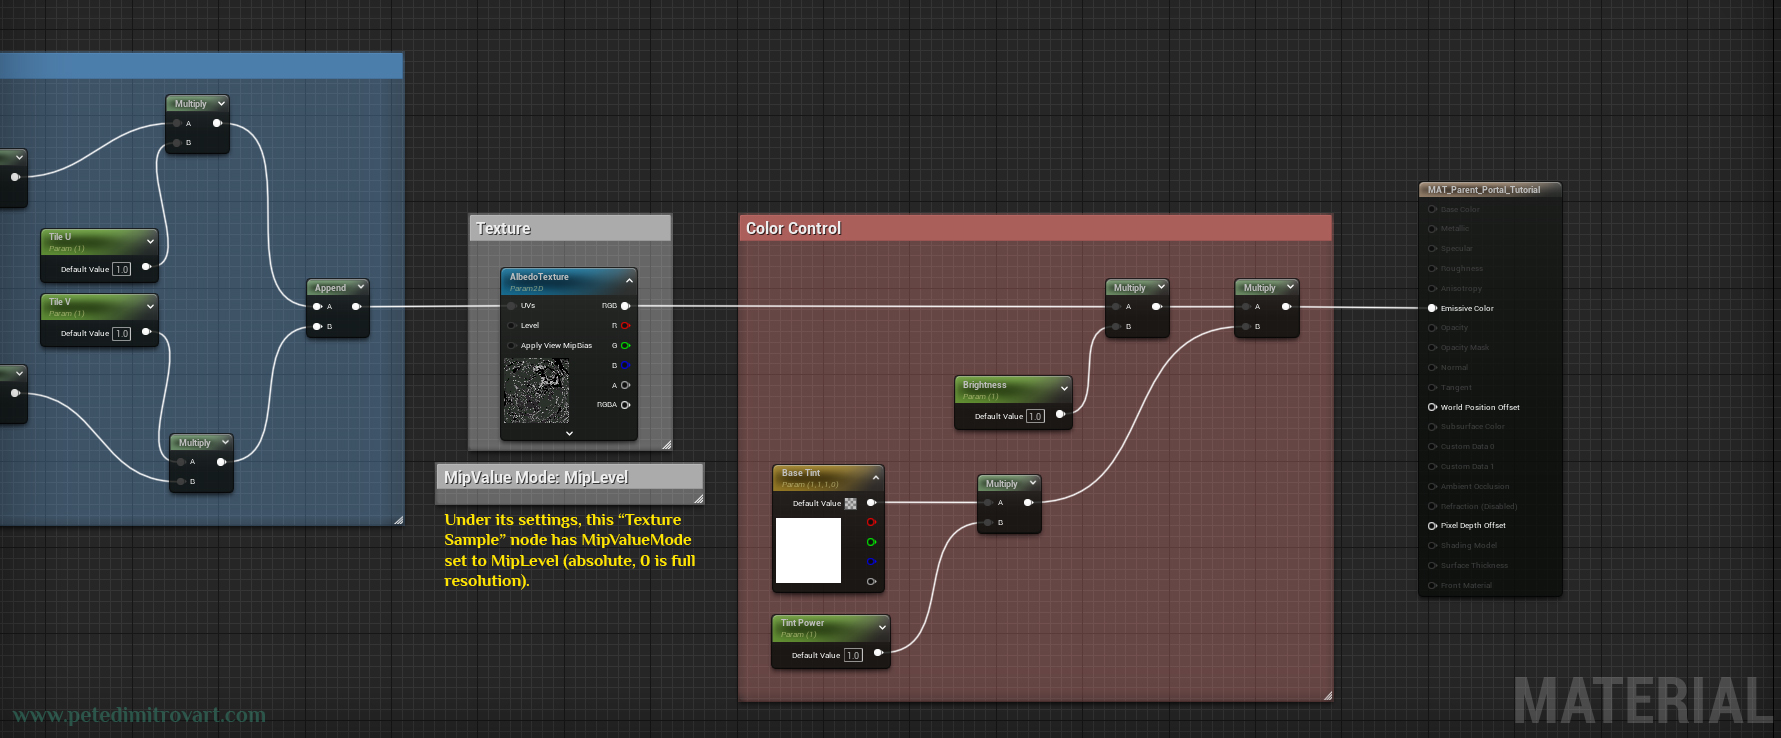 Multiply
A
B
Tile U
Param (1)
Default Value 1.0
Tile V
Param (1)
Default Value 1.0
Append
A
B
Multiply
A
B
Texture
AlbedoTexture
Param2D
UVs RGB
Level R
Apply View MipBias G
B
A
RGBA
MipValue Mode: MipLevel
Under its settings, this “Texture
Sample” node has MipValueMode
set to MipLevel (absolute, 0 is full
resolution).
Color Control
Multiply
A
B
Multiply
A
B
Brightness
Param (1)
Default Value 1.0
Base Tint
Param (1,1,1,0)
Default Value
Multiply
A
B
Tint Power
Param (1)
Default Value 1.0
MAT_Parent_Portal_Tutorial
Base Color
Metallic
Specular
Roughness
Anisotropy
Emissive Color
Opacity
Opacity Mask
Normal
Tangent
World Position Offset
Subsurface Color
Custom Data 0
Custom Data 1
Ambient Occlusion
Refraction (Disabled)
Pixel Depth Offset
Shading Model
Surface Thickness
Front Material
www.petedimitrovart.com
MATERIAL